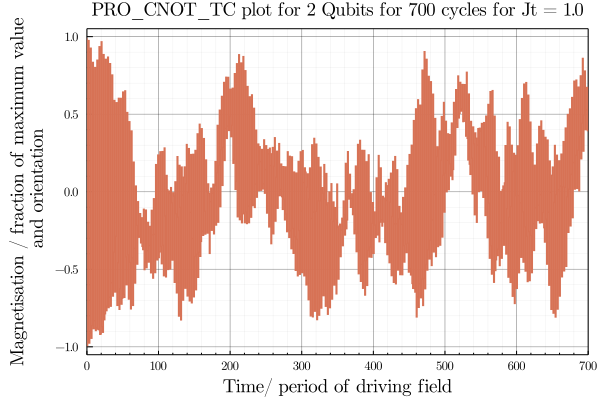 PRO_CNOT_TC plot for 2 Qubits for 700 cycles for Jt = 1.0
Magnetisation / fraction of maximum value
and orientation
1.0
0.5
0.0
−0.5
−1.0
0 100 200 300 400 500 600 700
Time/ period of driving field